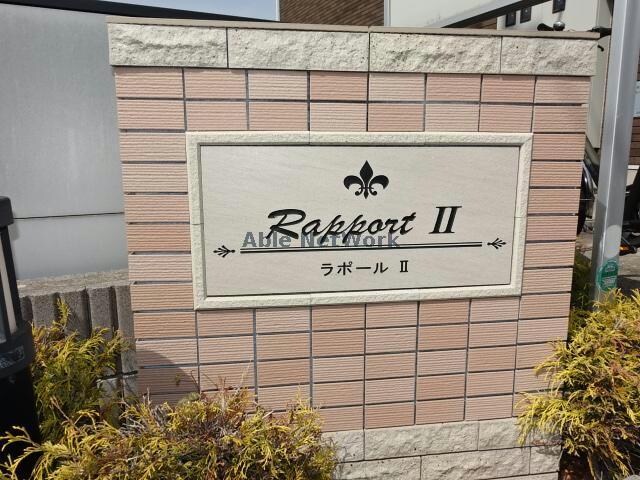 Rapport Ⅱ
Able NetWork
ラポール Ⅱ